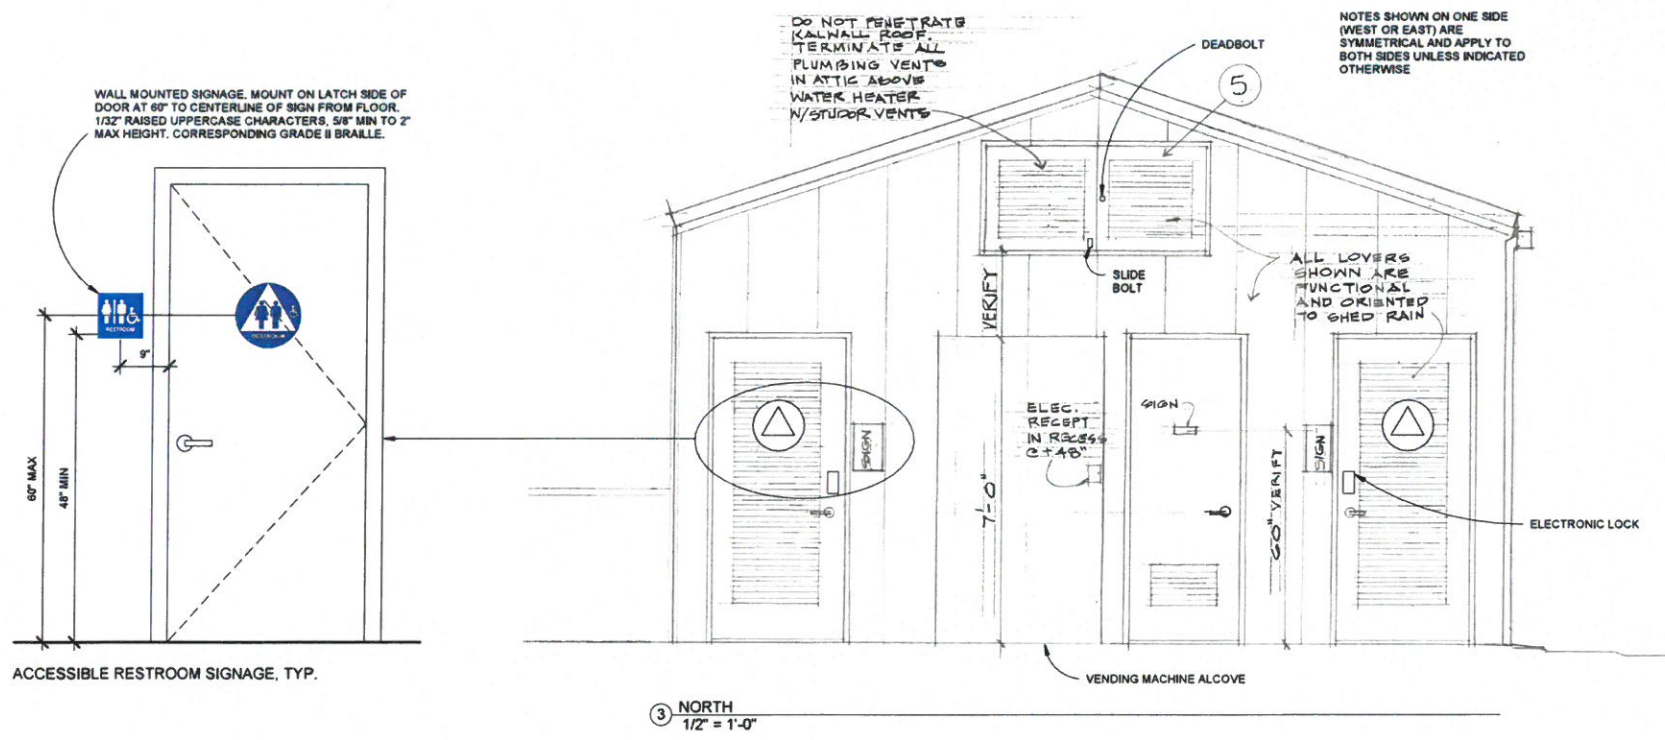 WALL MOUNTED SIGNAGE. MOUNT ON LATCH SIDE OF
DOOR AT 60" TO CENTERLINE OF SIGN FROM FLOOR.
1/32" RAISED UPPERCASE CHARACTERS, 5/8" MIN TO 2"
MAX HEIGHT. CORRESPONDING GRADE II BRAILLE.
RESTROOM
RESTROOM
9"
60" MAX
48" MIN
ACCESSIBLE RESTROOM SIGNAGE, TYP.
DO NOT PENETRATE
KALWALL ROOF.
TERMINATE ALL
PLUMBING VENTS
IN ATTIC ABOVE
WATER HEATER
W/STUDOR VENTS
DEADBOLT
5
NOTES SHOWN ON ONE SIDE
(WEST OR EAST) ARE
SYMMETRICAL AND APPLY TO
BOTH SIDES UNLESS INDICATED
OTHERWISE
SLIDE
BOLT
VERIFY
ALL LOVERS
SHOWN ARE
FUNCTIONAL
AND ORIENTED
TO SHED RAIN
SIGN
ELEC.
RECEPT
IN RECESS
@+48"
7'-0"
SIGN
60" VERIFY
SIGN
ELECTRONIC LOCK
VENDING MACHINE ALCOVE
3 NORTH
1/2" = 1'-0"